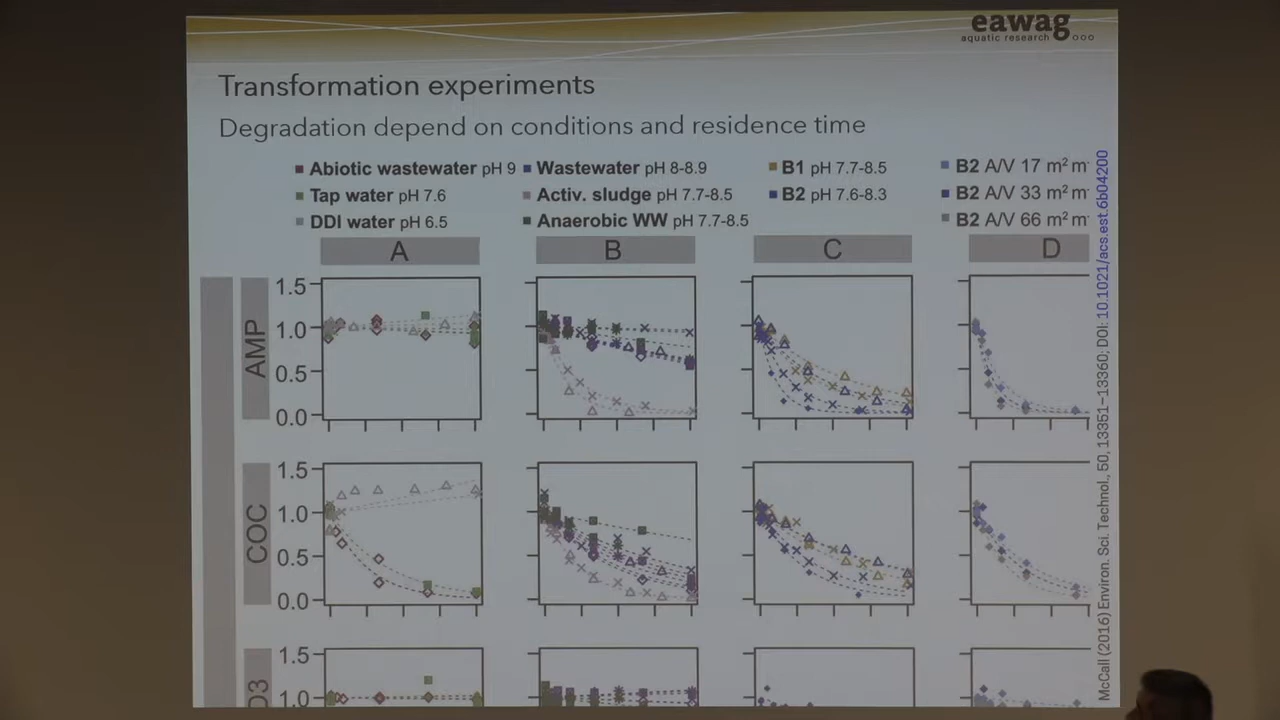 eawag
aquatic research
Transformation experiments
Degradation depend on conditions and residence time
Abiotic wastewater pH 9
Tap water pH 7.6
DDI water pH 6.5
Wastewater pH 8-8.9
Activ. sludge pH 7.7-8.5
Anaerobic WW pH 7.7-8.5
B1 pH 7.7-8.5
B2 pH 7.6-8.3
B2 A/V 17 m² m
B2 A/V 33 m² m
B2 A/V 66 m² m
A
B
C
D
AMP
1.5
1.0
0.5
0.0
COC
1.5
1.0
0.5
0.0
D3
1.5
1.0
McCall (2016) Environ. Sci. Technol., 50, 13351–13360; DOI: 10.1021/acs.est.6b04200